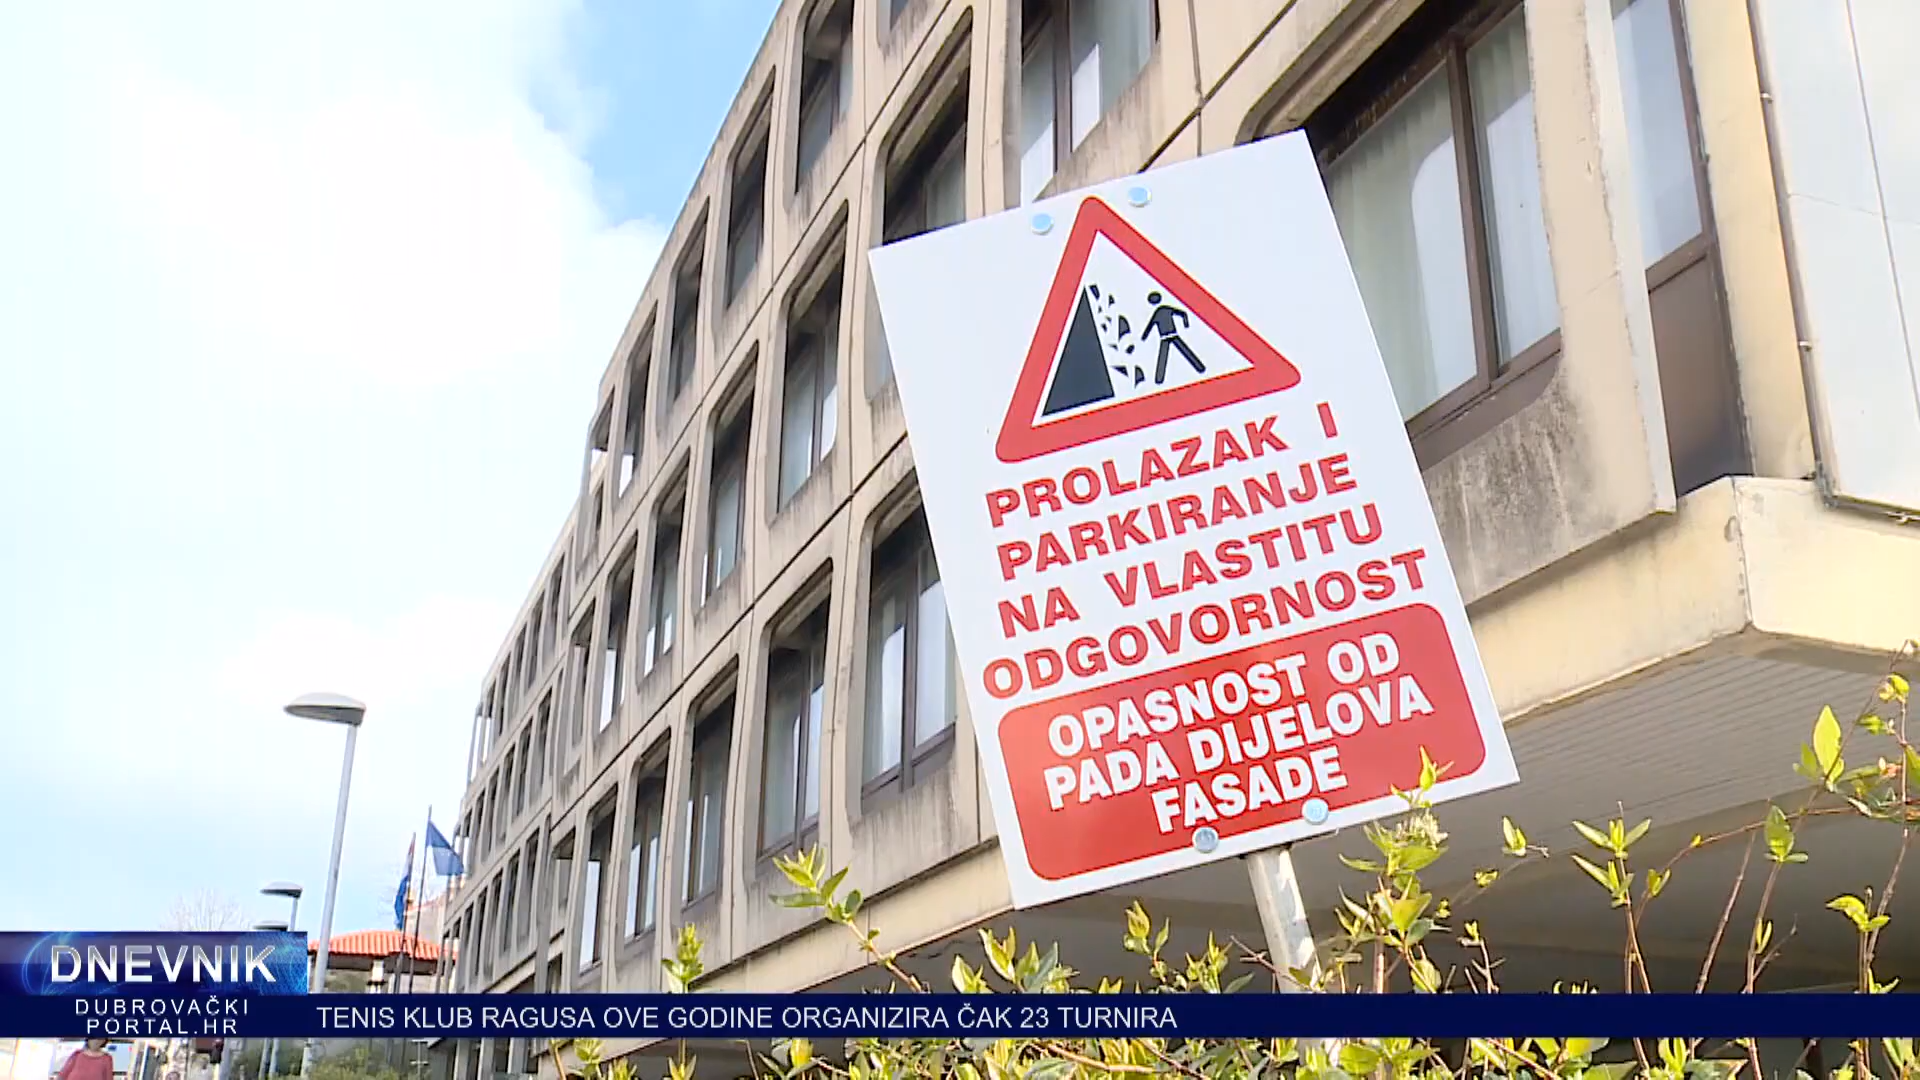 PROLAZAK I
PARKIRANJE
NA VLASTITU
ODGOVORNOST
OPASNOST OD
PADA DIJELOVA
FASADE
DNEVNIK
DUBROVAČKI
PORTAL.HR
TENIS KLUB RAGUSA OVE GODINE ORGANIZIRA ČAK 23 TURNIRA